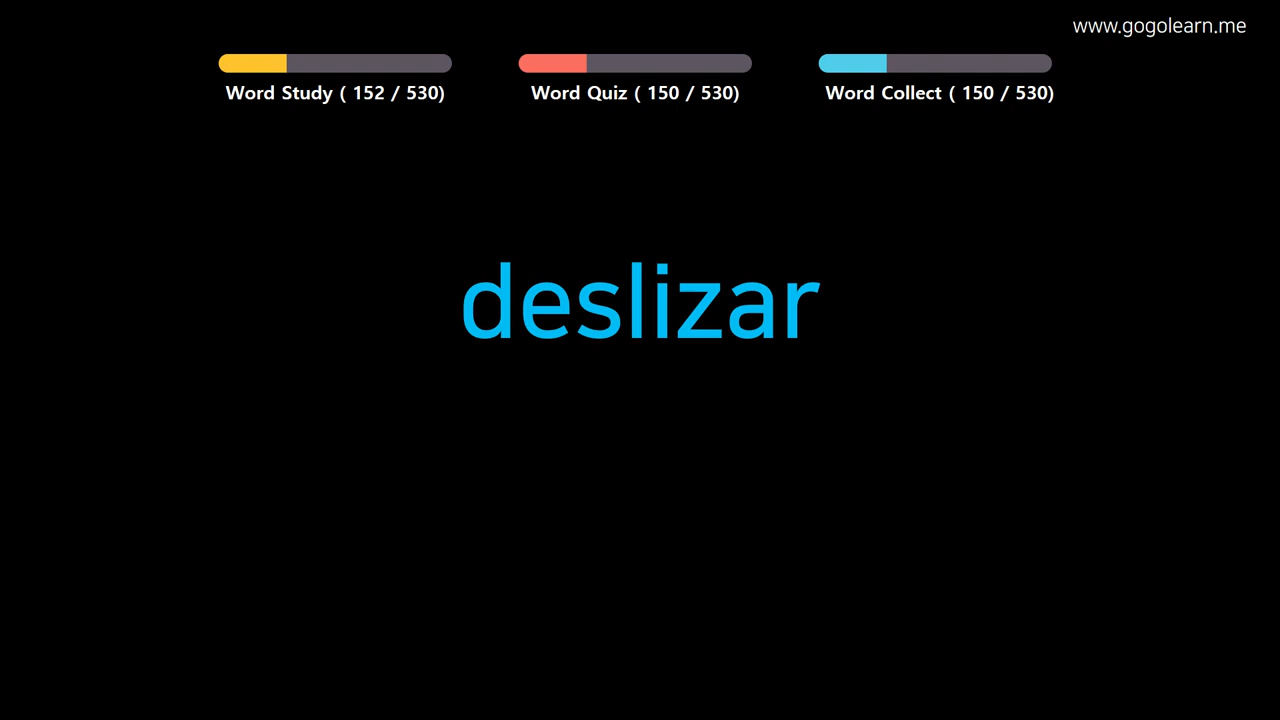 www.gogolearn.me
Word Study ( 152 / 530)
Word Quiz ( 150 / 530)
Word Collect ( 150 / 530)
deslizar